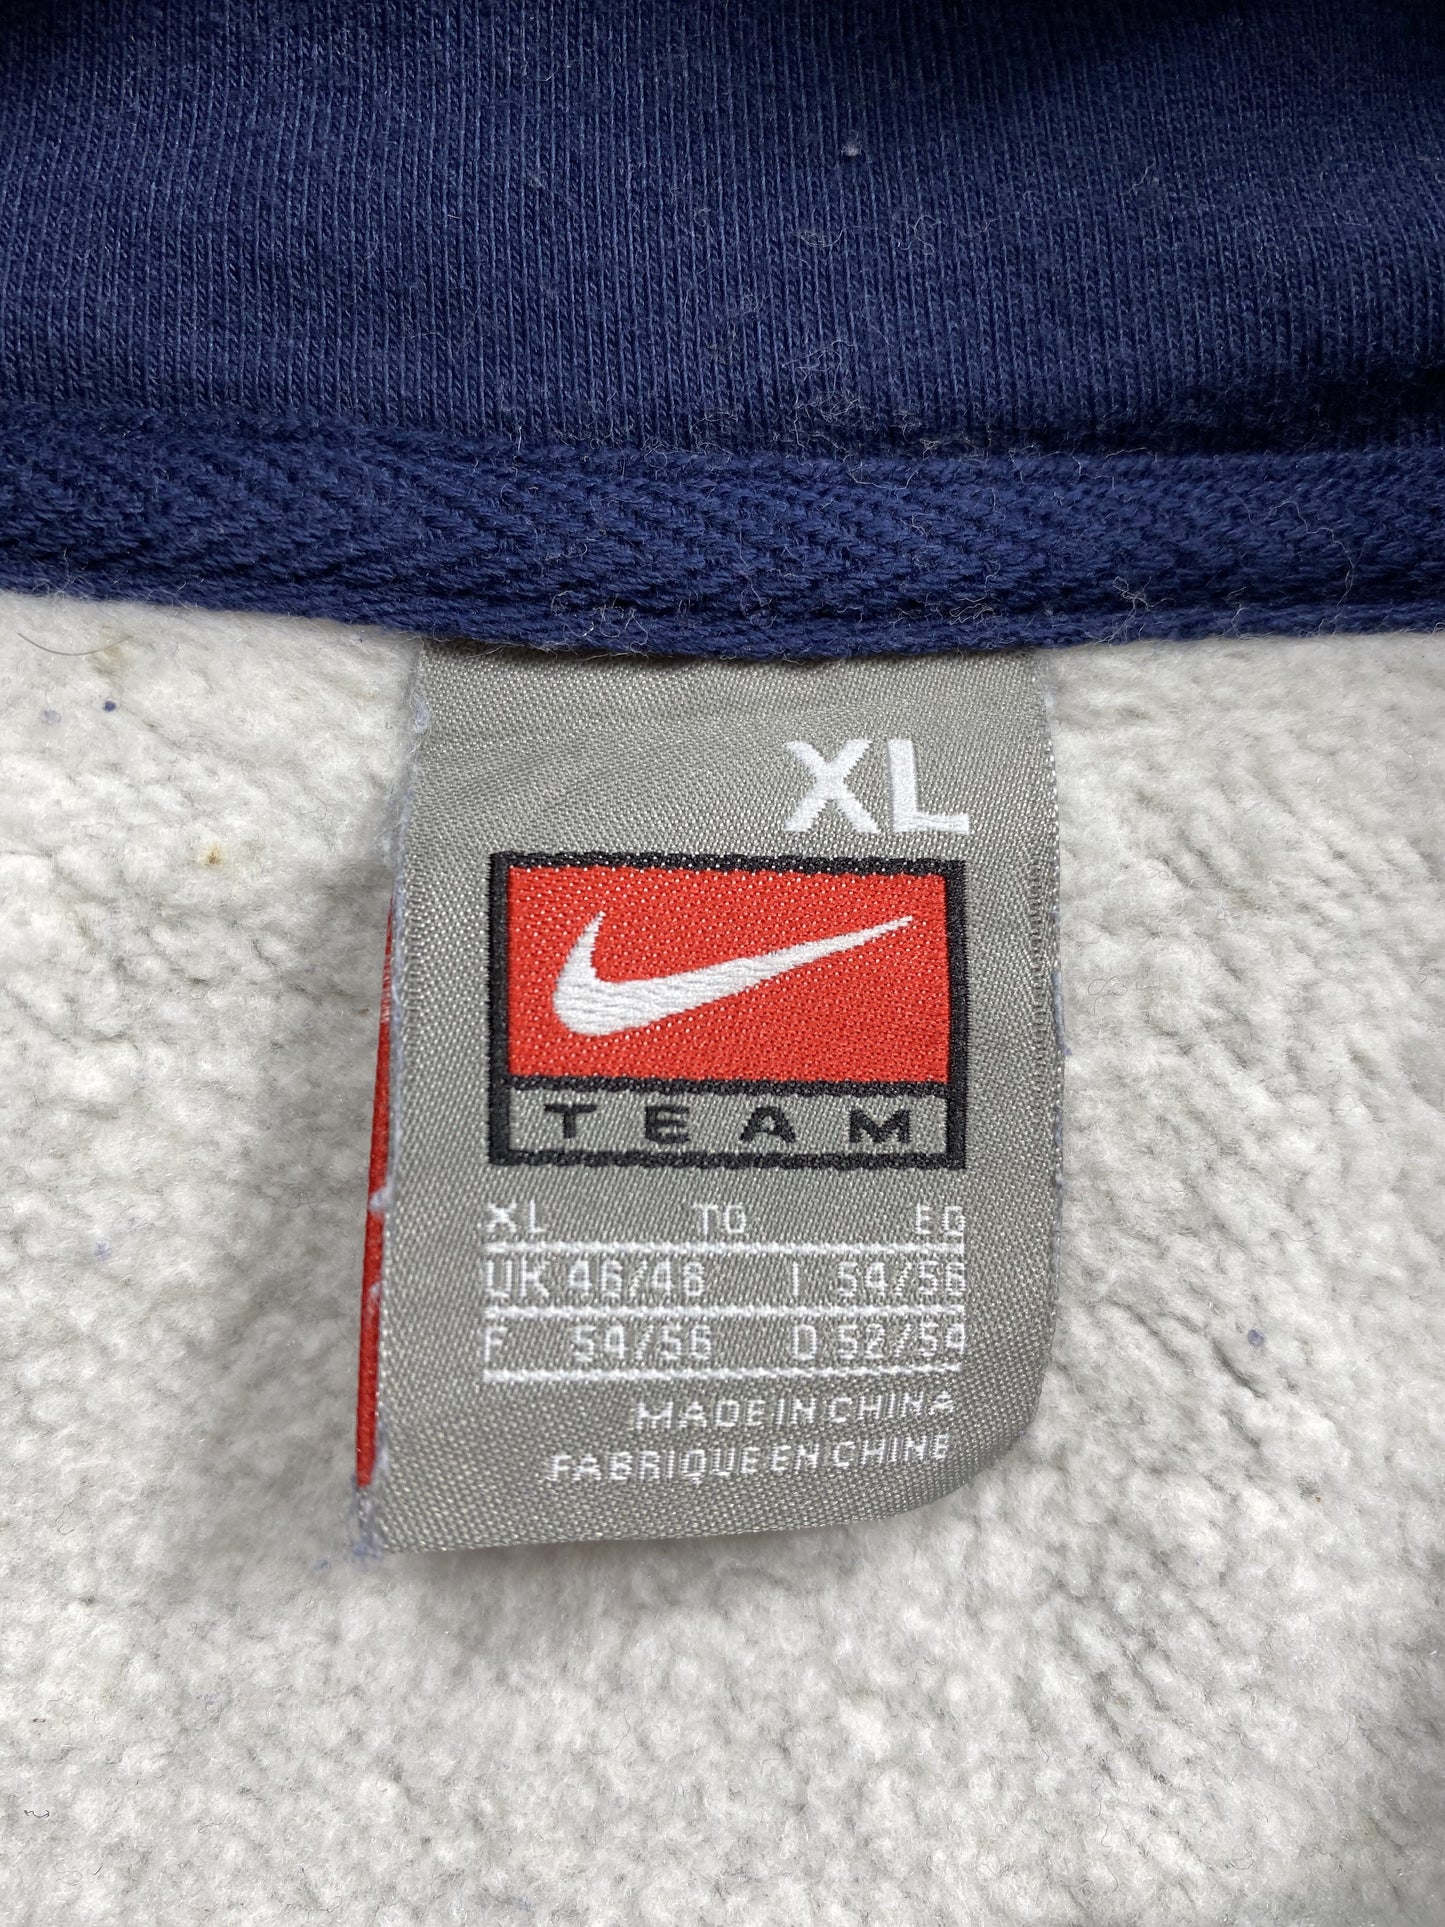 XL
TEAM
XL TG EG
UK 46/48 I 54/56
F 54/56 D 52/54
MADE IN CHINA
FABRIQUE EN CHINE